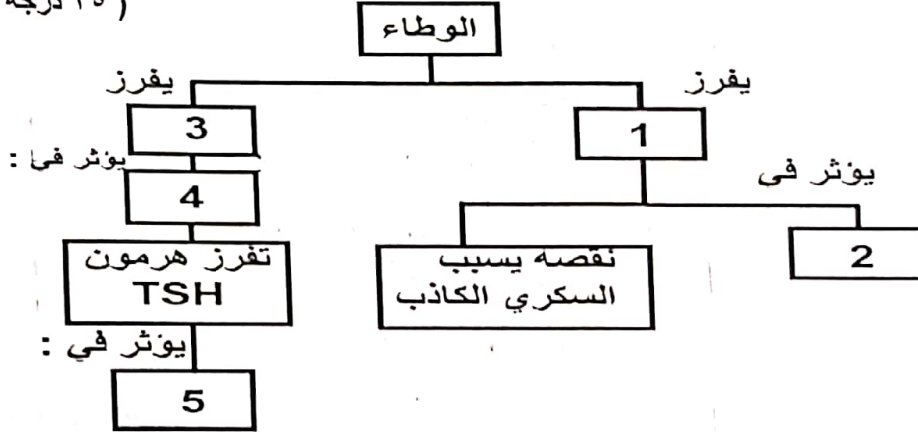 ( ٢٥ درجة
الوطاء
يفرز
يفرز
1
3
يؤثر في :
يؤثر في
4
2
نقصه يسبب
السكري الكاذب
تفرز هرمون
TSH
يؤثر في :
5